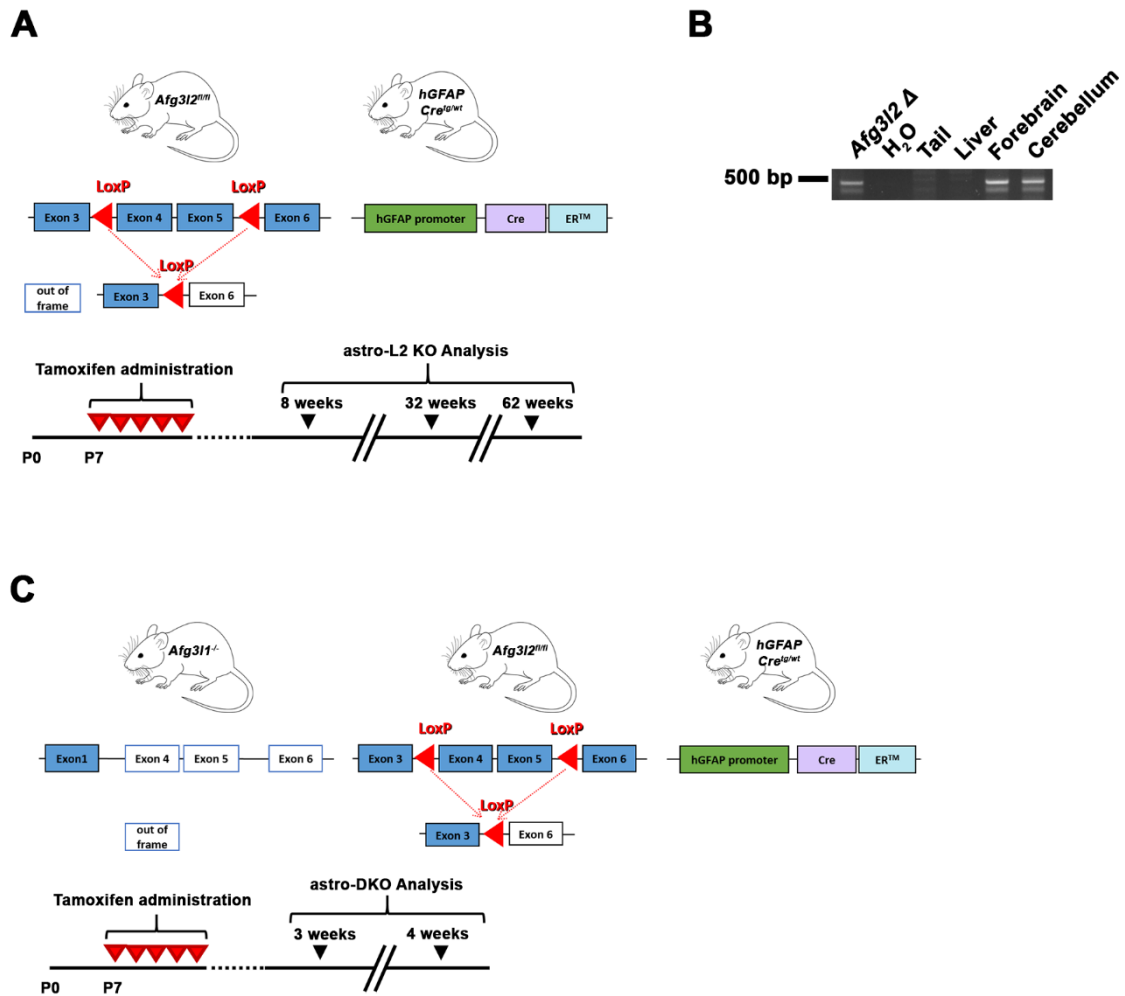 A
Afg3l2fl/fl
hGFAP
Cretg/wt
LoxP
LoxP
Exon 3
Exon 4
Exon 5
Exon 6
hGFAP promoter
Cre
ER™
LoxP
out of
frame
Exon 3
Exon 6
astro-L2 KO Analysis
Tamoxifen administration
8 weeks
32 weeks
62 weeks
P0
P7
B
Afg3l2 Δ
H2O
Tail
Liver
Forebrain
Cerebellum
500 bp
C
Afg3l1-/-
Afg3l2fl/fl
hGFAP
Cretg/wt
LoxP
LoxP
Exon1
Exon 4
Exon 5
Exon 6
Exon 3
Exon 4
Exon 5
Exon 6
hGFAP promoter
Cre
ER™
LoxP
out of
frame
Exon 3
Exon 6
astro-DKO Analysis
Tamoxifen administration
3 weeks
4 weeks
P0
P7